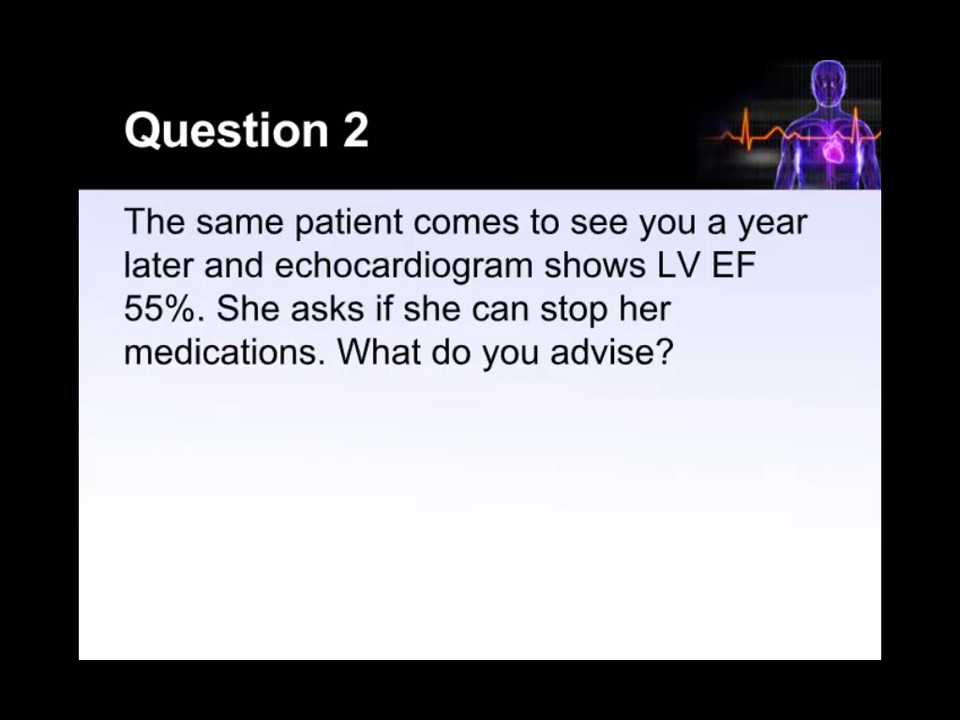 Question 2
The same patient comes to see you a year
later and echocardiogram shows LV EF
55%. She asks if she can stop her
medications. What do you advise?